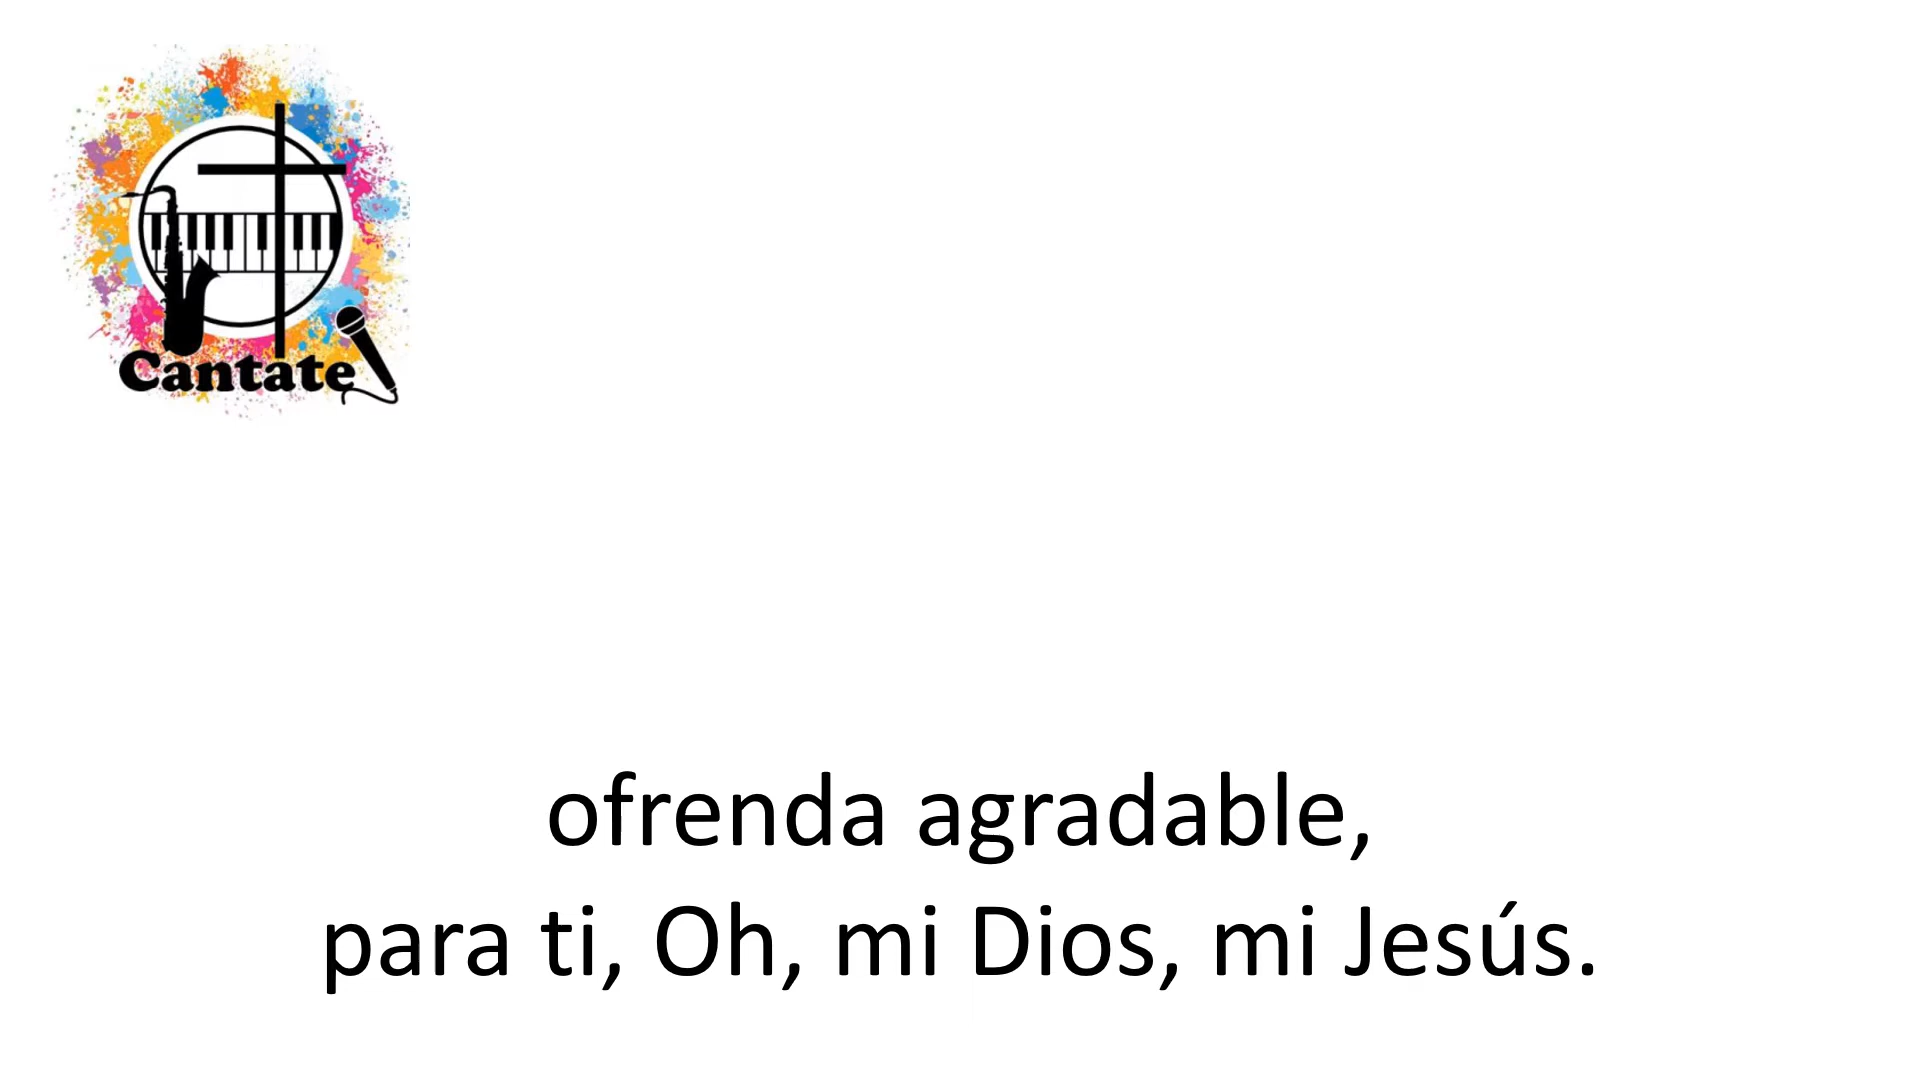 Cantate
ofrenda agradable,
para ti, Oh, mi Dios, mi Jesús.